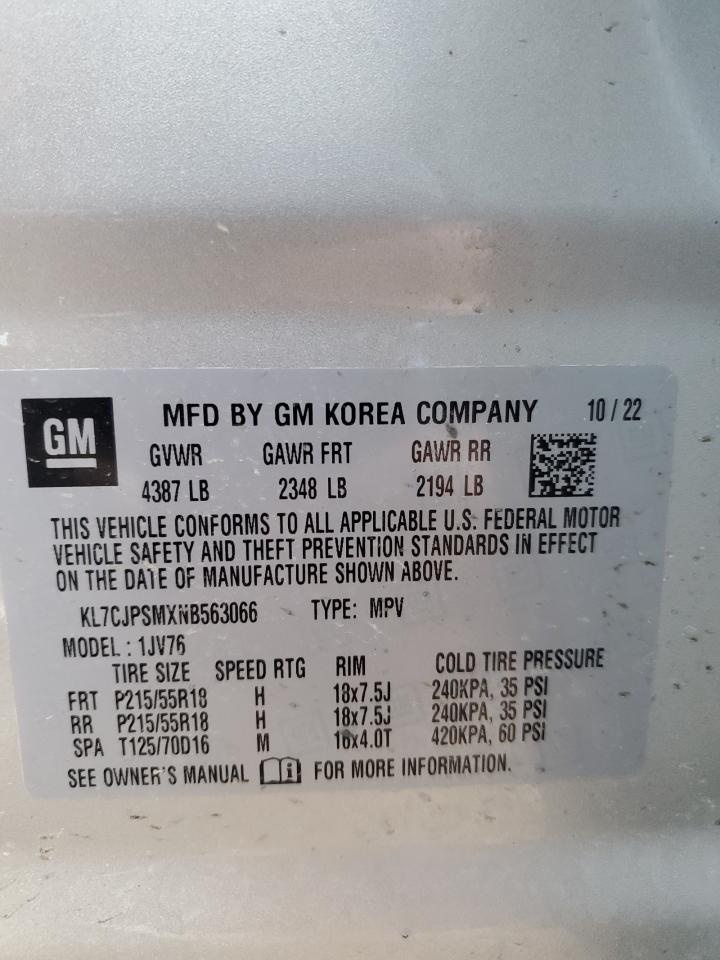 GM
MFD BY GM KOREA COMPANY 10 / 22
GVWR GAWR FRT GAWR RR
4387 LB 2348 LB 2194 LB
THIS VEHICLE CONFORMS TO ALL APPLICABLE U.S. FEDERAL MOTOR
VEHICLE SAFETY AND THEFT PREVENTION STANDARDS IN EFFECT
ON THE DATE OF MANUFACTURE SHOWN ABOVE.
KL7CJPSMXNB563066 TYPE: MPV
MODEL : 1JV76
TIRE SIZE SPEED RTG RIM COLD TIRE PRESSURE
FRT P215/55R18 H 18x7.5J 240KPA, 35 PSI
RR P215/55R18 H 18x7.5J 240KPA, 35 PSI
SPA T125/70D16 M 16x4.0T 420KPA, 60 PSI
SEE OWNER'S MANUAL i FOR MORE INFORMATION.